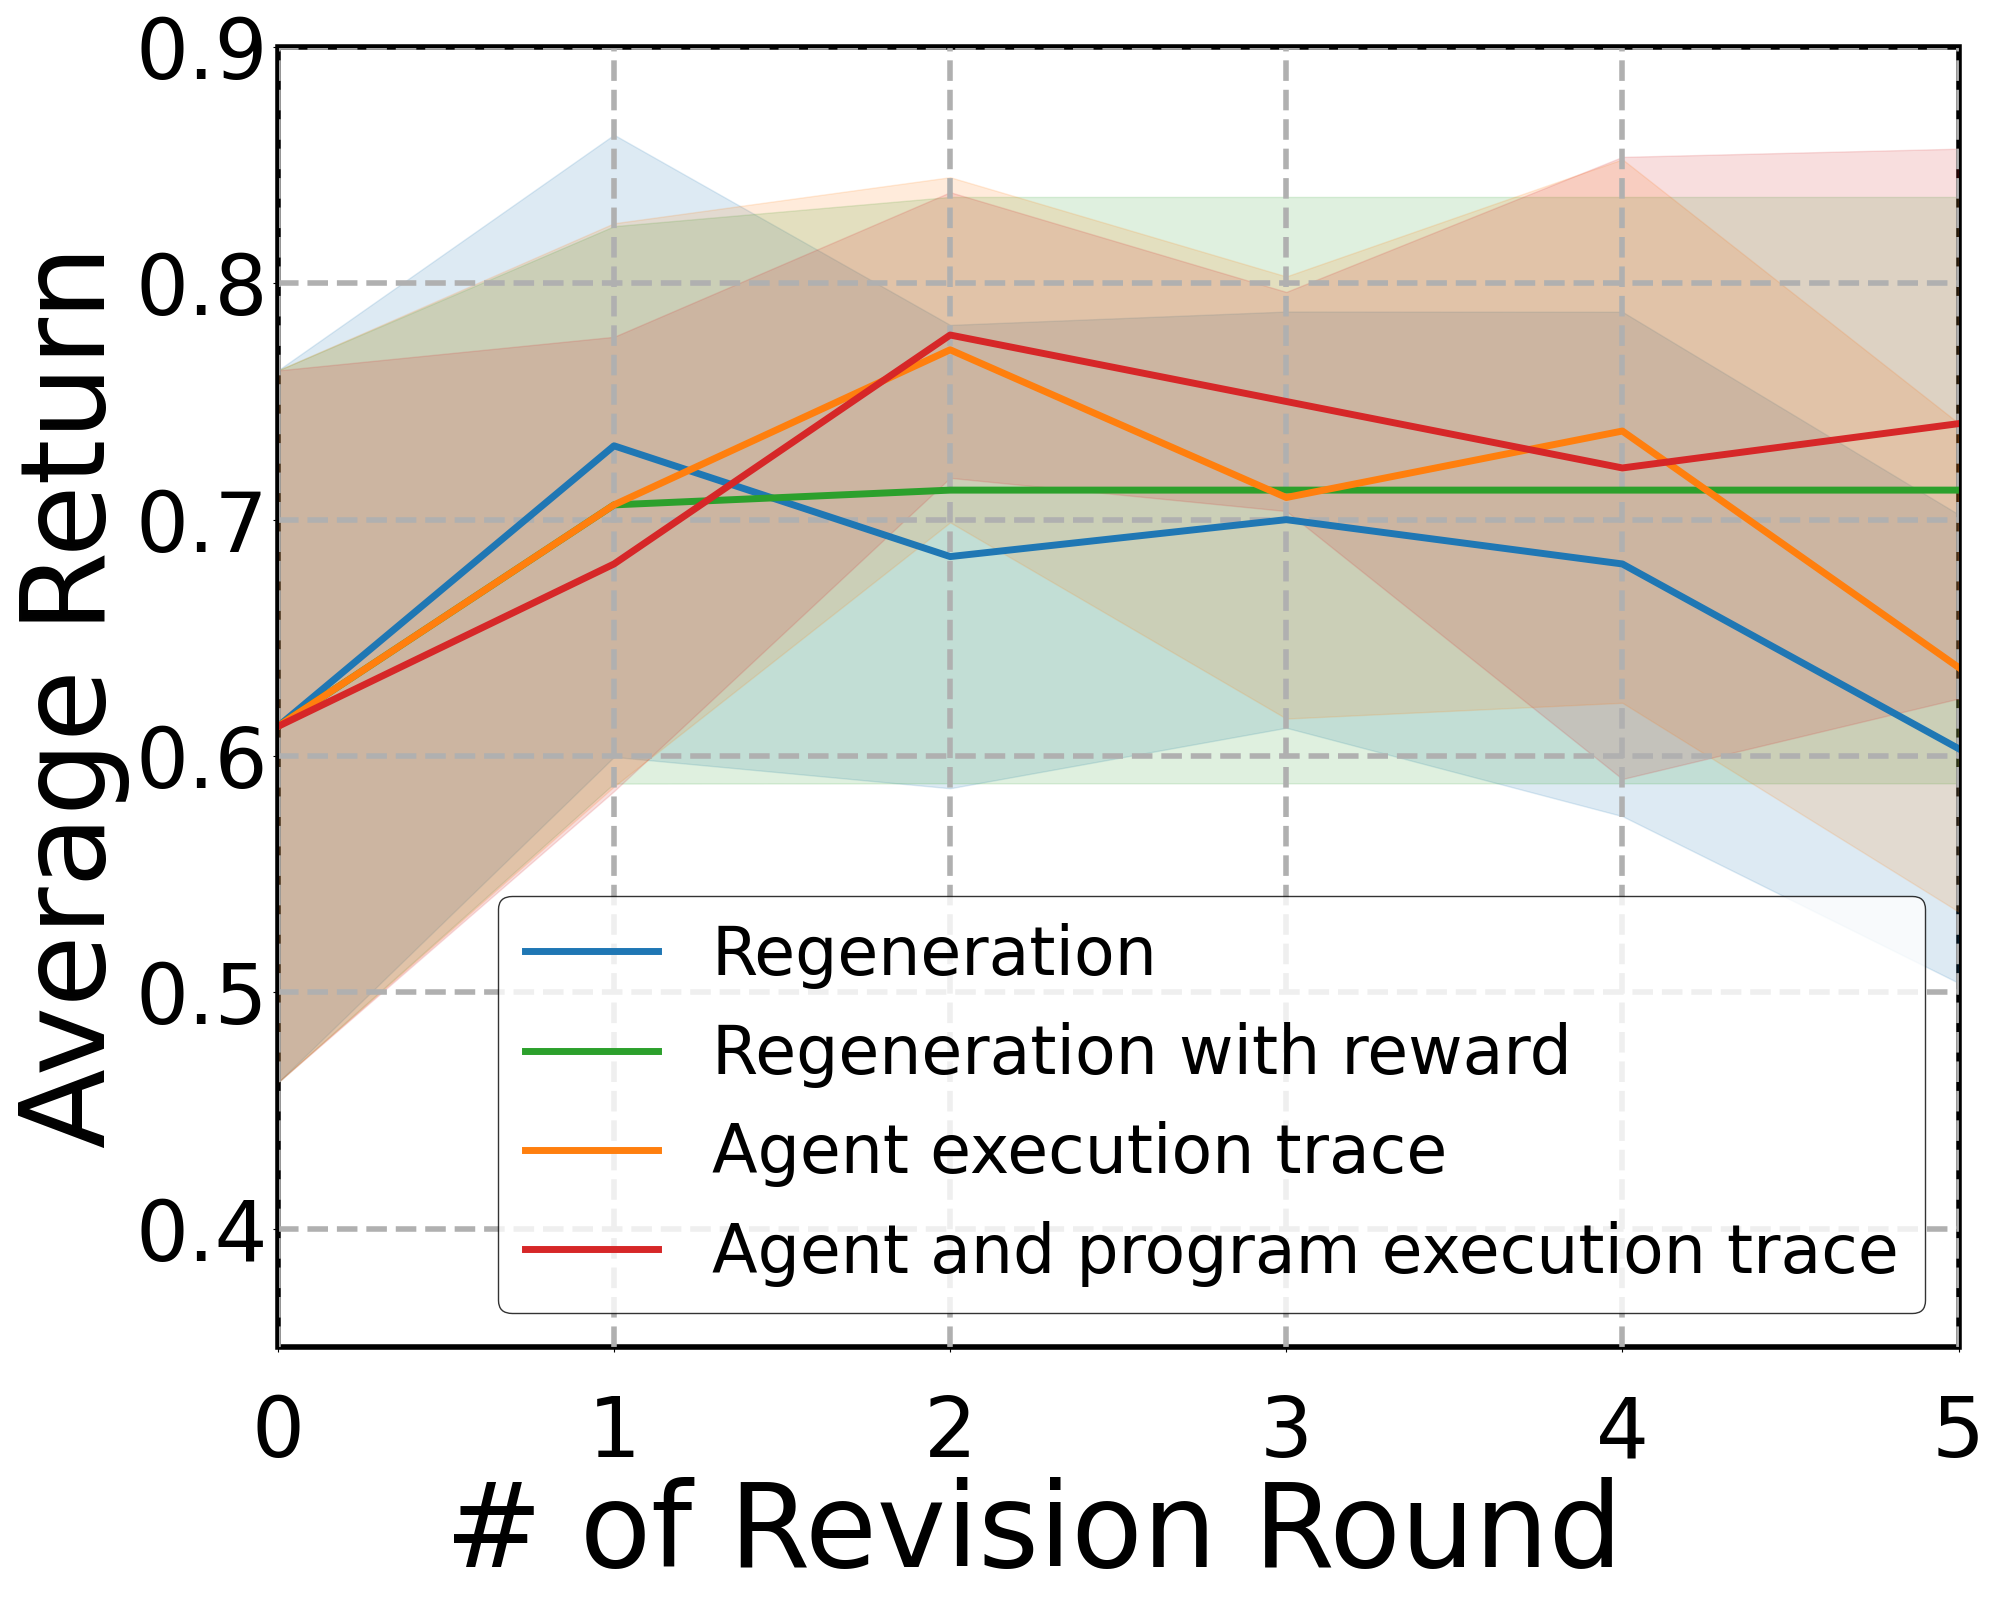 0.9
0.8
0.7
0.6
0.5
0.4
Average Return
Regeneration
Regeneration with reward
Agent execution trace
Agent and program execution trace
0 1 2 3 4 5
# of Revision Round